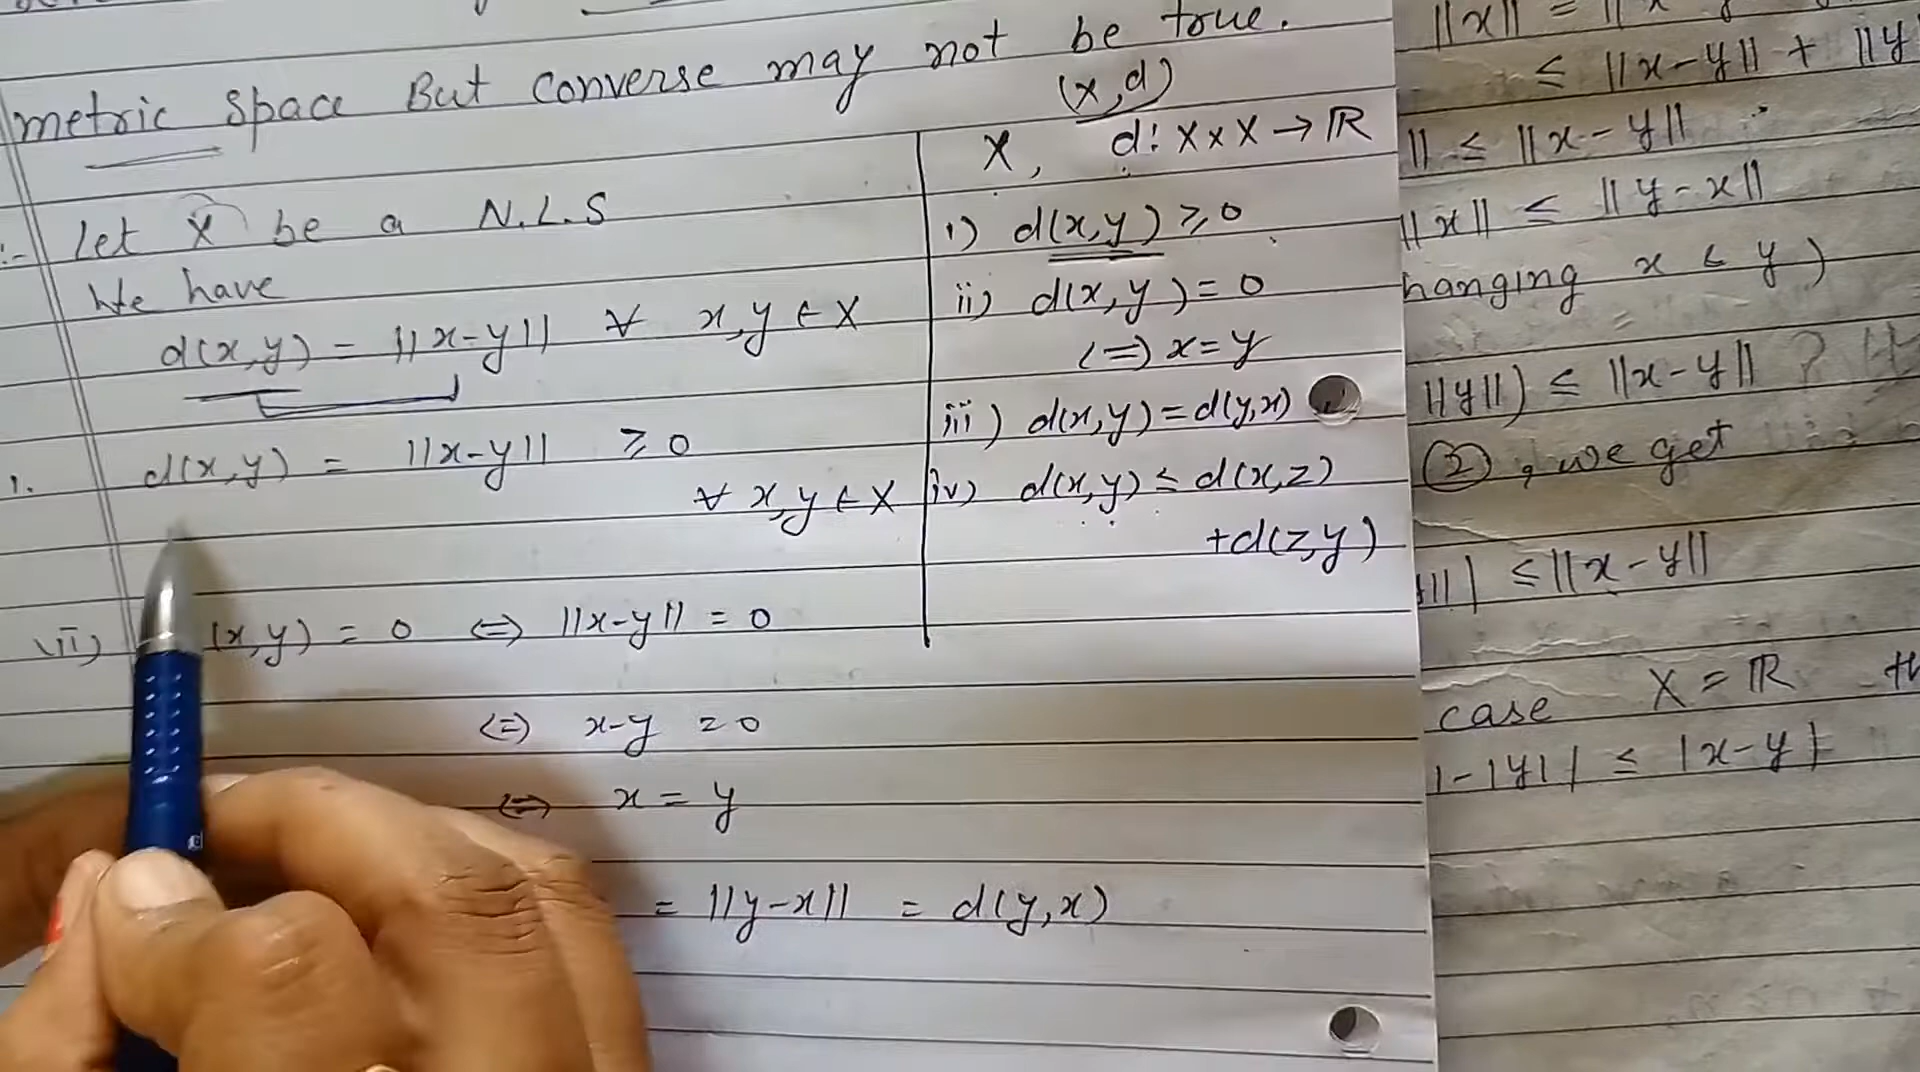 metric space But converse may not be true.
Let X be a N.L.S
We have
d(x,y) = ||x-y|| ∀ x,y ∈ X
1. d(x,y) = ||x-y|| ≥ 0
∀ x,y ∈ X
(ii) (x,y) = 0 ⇔ ||x-y|| = 0
⇔ x-y = 0
⇔ x = y
= ||y-x|| = d(y,x)
(x,d)
X, d: X×X → ℝ
i) d(x,y) ≥ 0
ii) d(x,y) = 0
⇔ x=y
iii) d(x,y) = d(y,x)
iv) d(x,y) ≤ d(x,z)
+d(z,y)
||x|| = ||x
≤ ||x-y|| + ||y
|| ≤ ||x-y||
||x|| ≤ ||y-x||
hanging x & y)
||y||) ≤ ||x-y||
②, we get
||| ≤ ||x-y||
case X = ℝ th
|-|y|| ≤ |x-y|